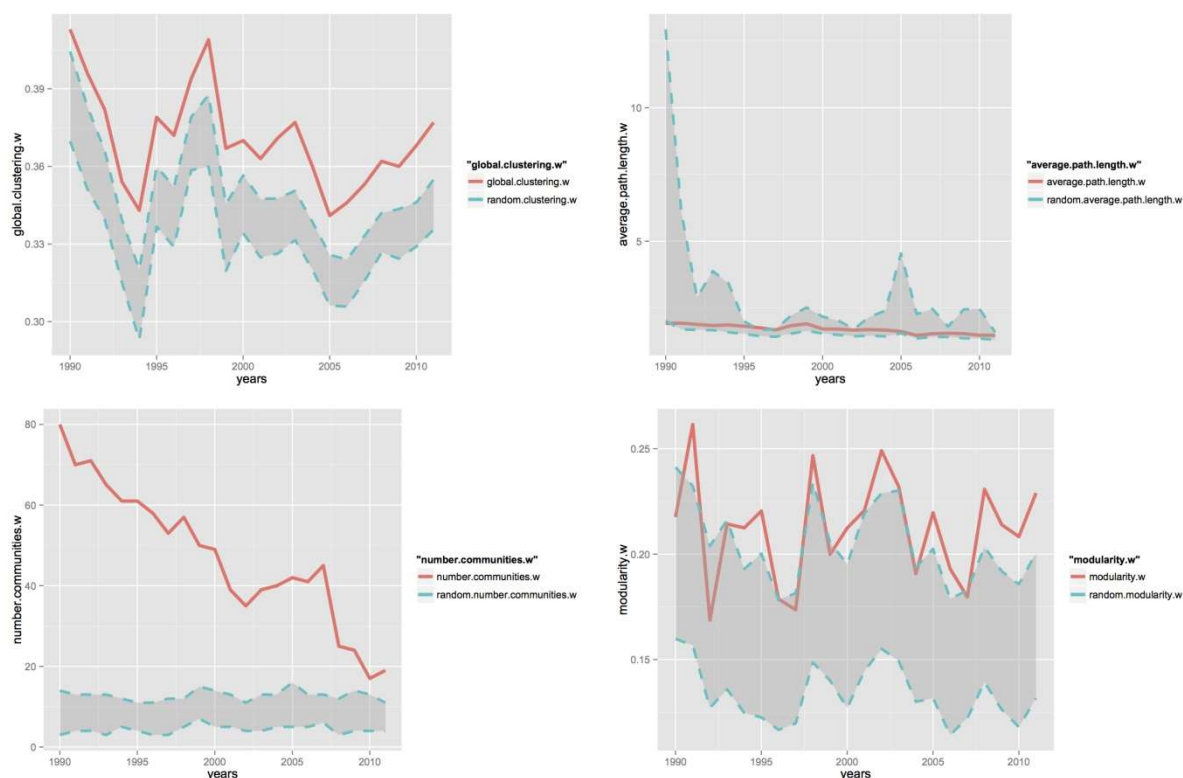 0.39
0.36
0.33
0.30
global.clustering.w
1990
1995
2000
2005
2010
years
"global.clustering.w"
global.clustering.w
random.clustering.w
10
5
average.path.length.w
1990
1995
2000
2005
2010
years
"average.path.length.w"
average.path.length.w
random.average.path.length.w
80
60
40
20
0
number.communities.w
1990
1995
2000
2005
2010
years
"number.communities.w"
number.communities.w
random.number.communities.w
0.25
0.20
0.15
modularity.w
1990
1995
2000
2005
2010
years
"modularity.w"
modularity.w
random.modularity.w